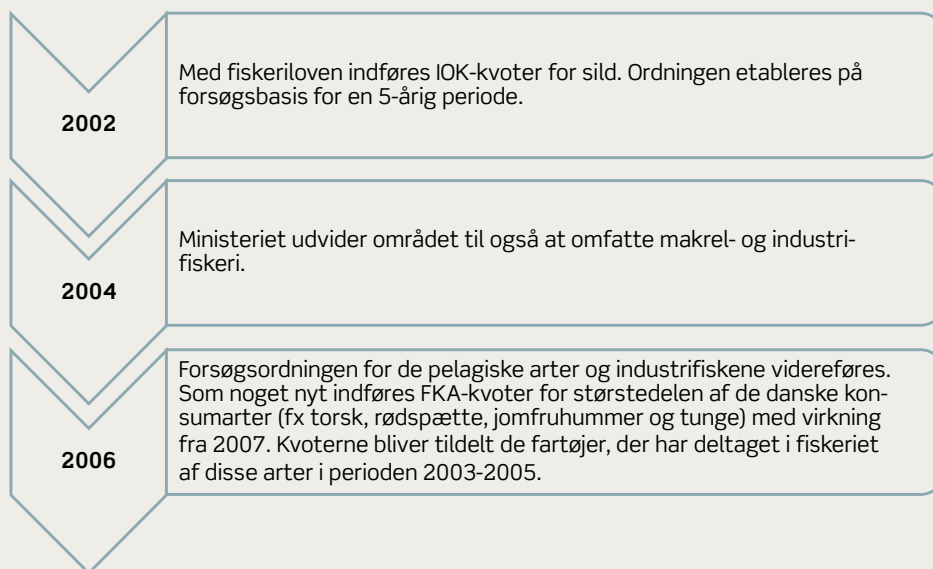 2002
Med fiskeriloven indføres IOK-kvoter for sild. Ordningen etableres på
forsøgsbasis for en 5-årig periode.
2004
Ministeriet udvider området til også at omfatte makrel- og industri-
fiskeri.
2006
Forsøgsordningen for de pelagiske arter og industrifiskene videreføres.
Som noget nyt indføres FKA-kvoter for størstedelen af de danske kon-
sumarter (fx torsk, rødspætte, jomfruhummer og tunge) med virkning
fra 2007. Kvoterne bliver tildelt de fartøjer, der har deltaget i fiskeriet
af disse arter i perioden 2003-2005.